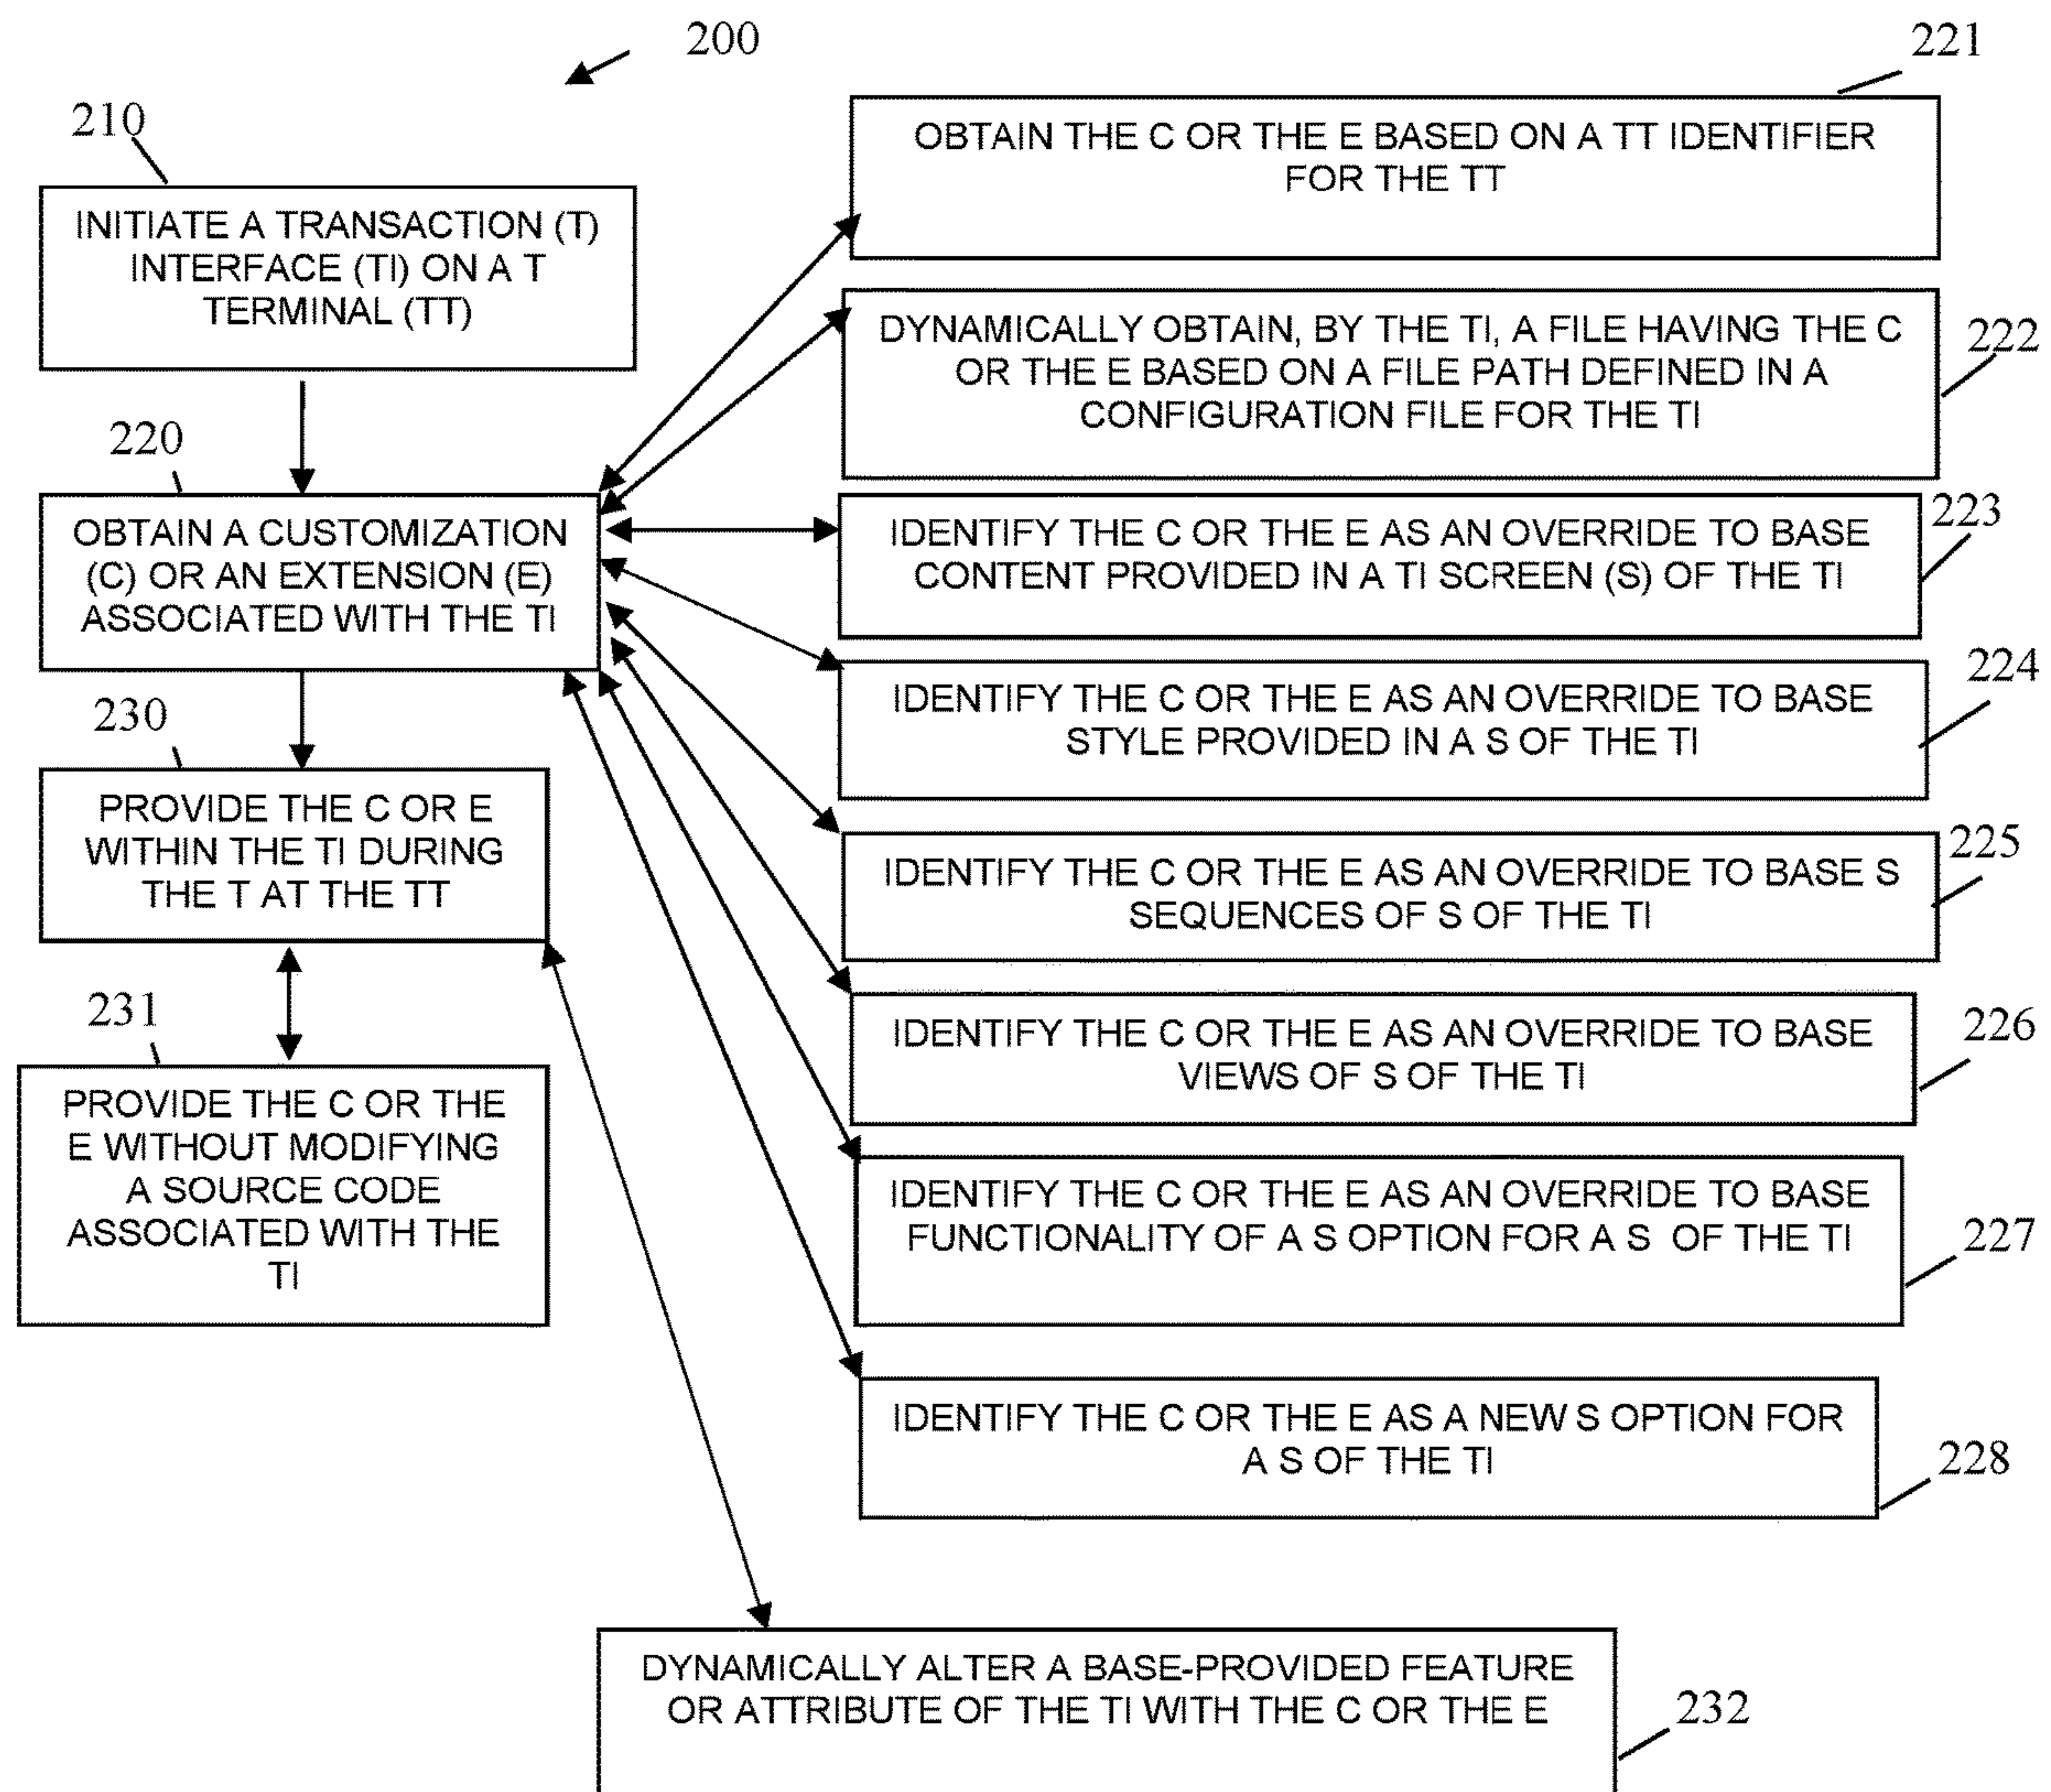 200
210
INITIATE A TRANSACTION (T)
INTERFACE (TI) ON A T
TERMINAL (TT)
220
OBTAIN A CUSTOMIZATION
(C) OR AN EXTENSION (E)
ASSOCIATED WITH THE TI
230
PROVIDE THE C OR E
WITHIN THE TI DURING
THE T AT THE TT
231
PROVIDE THE C OR THE
E WITHOUT MODIFYING
A SOURCE CODE
ASSOCIATED WITH THE
TI
221
OBTAIN THE C OR THE E BASED ON A TT IDENTIFIER
FOR THE TT
222
DYNAMICALLY OBTAIN, BY THE TI, A FILE HAVING THE C
OR THE E BASED ON A FILE PATH DEFINED IN A
CONFIGURATION FILE FOR THE TI
223
IDENTIFY THE C OR THE E AS AN OVERRIDE TO BASE
CONTENT PROVIDED IN A TI SCREEN (S) OF THE TI
224
IDENTIFY THE C OR THE E AS AN OVERRIDE TO BASE
STYLE PROVIDED IN A S OF THE TI
225
IDENTIFY THE C OR THE E AS AN OVERRIDE TO BASE S
SEQUENCES OF S OF THE TI
226
IDENTIFY THE C OR THE E AS AN OVERRIDE TO BASE
VIEWS OF S OF THE TI
227
IDENTIFY THE C OR THE E AS AN OVERRIDE TO BASE
FUNCTIONALITY OF A S OPTION FOR A S OF THE TI
228
IDENTIFY THE C OR THE E AS A NEW S OPTION FOR
A S OF THE TI
232
DYNAMICALLY ALTER A BASE-PROVIDED FEATURE
OR ATTRIBUTE OF THE TI WITH THE C OR THE E